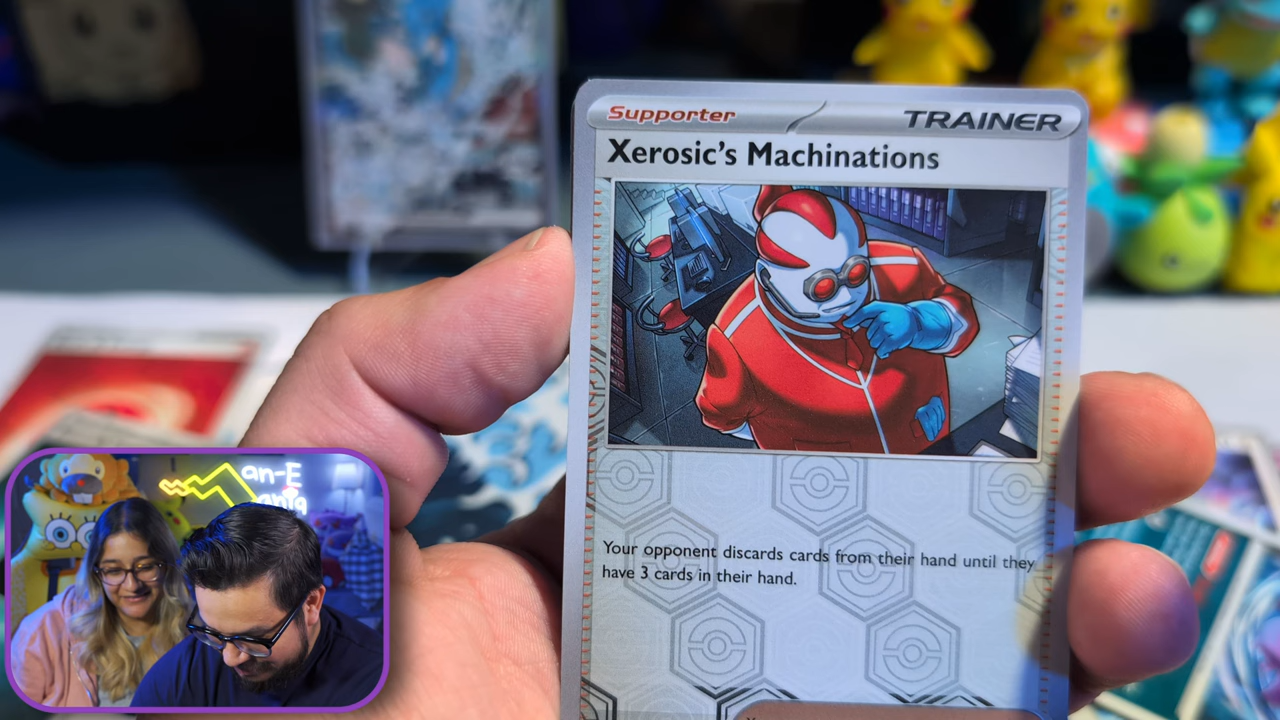 Supporter
TRAINER
Xerosic's Machinations
Your opponent discards cards from their hand until they
have 3 cards in their hand.
an-E